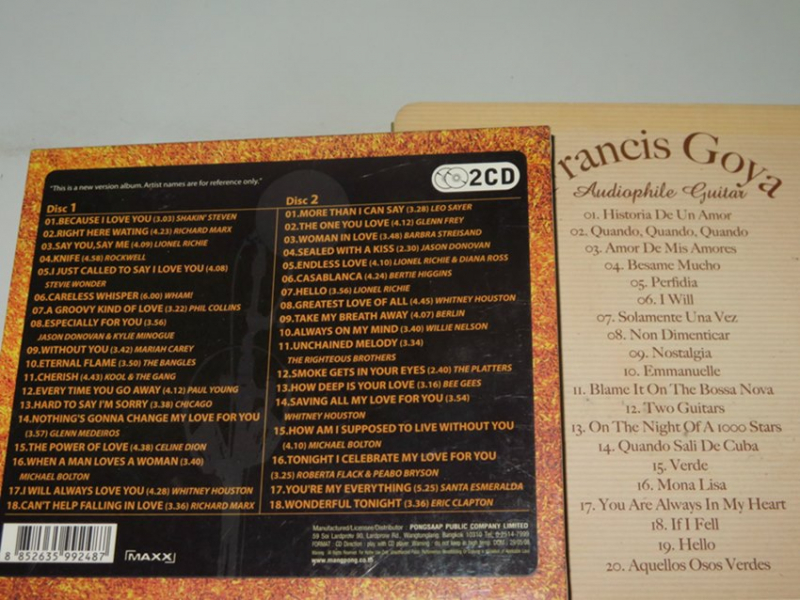 "This is a new version album. Artist names are for reference only."
2CD
Disc 1
01.BECAUSE I LOVE YOU (3.03) SHAKIN' STEVEN
02.RIGHT HERE WATING (4.23) RICHARD MARX
03.SAY YOU,SAY ME (4.09) LIONEL RICHIE
04.KNIFE (4.58) ROCKWELL
05.I JUST CALLED TO SAY I LOVE YOU (4.08)
STEVIE WONDER
06.CARELESS WHISPER (6.00) WHAM!
07.A GROOVY KIND OF LOVE (3.22) PHIL COLLINS
08.ESPECIALLY FOR YOU (3.56)
JASON DONOVAN & KYLIE MINOGUE
09.WITHOUT YOU (3.42) MARIAH CAREY
10.ETERNAL FLAME (3.50) THE BANGLES
11.CHERISH (4.43) KOOL & THE GANG
12.EVERY TIME YOU GO AWAY (4.12) PAUL YOUNG
13.HARD TO SAY I'M SORRY (3.38) CHICAGO
14.NOTHING'S GONNA CHANGE MY LOVE FOR YOU
(3.57) GLENN MEDEIROS
15.THE POWER OF LOVE (4.38) CELINE DION
16.WHEN A MAN LOVES A WOMAN (3.40)
MICHAEL BOLTON
17.I WILL ALWAYS LOVE YOU (4.28) WHITNEY HOUSTON
18.CAN'T HELP FALLING IN LOVE (3.36) RICHARD MARX
Disc 2
01.MORE THAN I CAN SAY (3.28) LEO SAYER
02.THE ONE YOU LOVE (4.12) GLENN FREY
03.WOMAN IN LOVE (3.48) BARBRA STREISAND
04.SEALED WITH A KISS (2.30) JASON DONOVAN
05.ENDLESS LOVE (4.10) LIONEL RICHIE & DIANA ROSS
06.CASABLANCA (4.24) BERTIE HIGGINS
07.HELLO (3.56) LIONEL RICHIE
08.GREATEST LOVE OF ALL (4.45) WHITNEY HOUSTON
09.TAKE MY BREATH AWAY (4.07) BERLIN
10.ALWAYS ON MY MIND (3.40) WILLIE NELSON
11.UNCHAINED MELODY (3.34)
THE RIGHTEOUS BROTHERS
12.SMOKE GETS IN YOUR EYES (2.40) THE PLATTERS
13.HOW DEEP IS YOUR LOVE (3.16) BEE GEES
14.SAVING ALL MY LOVE FOR YOU (3.54)
WHITNEY HOUSTON
15.HOW AM I SUPPOSED TO LIVE WITHOUT YOU
(4.10) MICHAEL BOLTON
16.TONIGHT I CELEBRATE MY LOVE FOR YOU
(3.25) ROBERTA FLACK & PEABO BRYSON
17.YOU'RE MY EVERYTHING (5.25) SANTA ESMERALDA
18.WONDERFUL TONIGHT (3.36) ERIC CLAPTON
8 852635 992487
MAXX
Manufactured/Licensee/Distributor PONGSAAP PUBLIC COMPANY LIMITED
www.mangpong.co.th
rancis Goya
Audiophile Guitar
01. Historia De Un Amor
02. Quando, Quando, Quando
03. Amor De Mis Amores
04. Besame Mucho
05. Perfidia
06. I Will
07. Solamente Una Vez
08. Non Dimenticar
09. Nostalgia
10. Emmanuelle
11. Blame It On The Bossa Nova
12. Two Guitars
13. On The Night Of A 1000 Stars
14. Quando Sali De Cuba
15. Verde
16. Mona Lisa
17. You Are Always In My Heart
18. If I Fell
19. Hello
20. Aquellos Osos Verdes